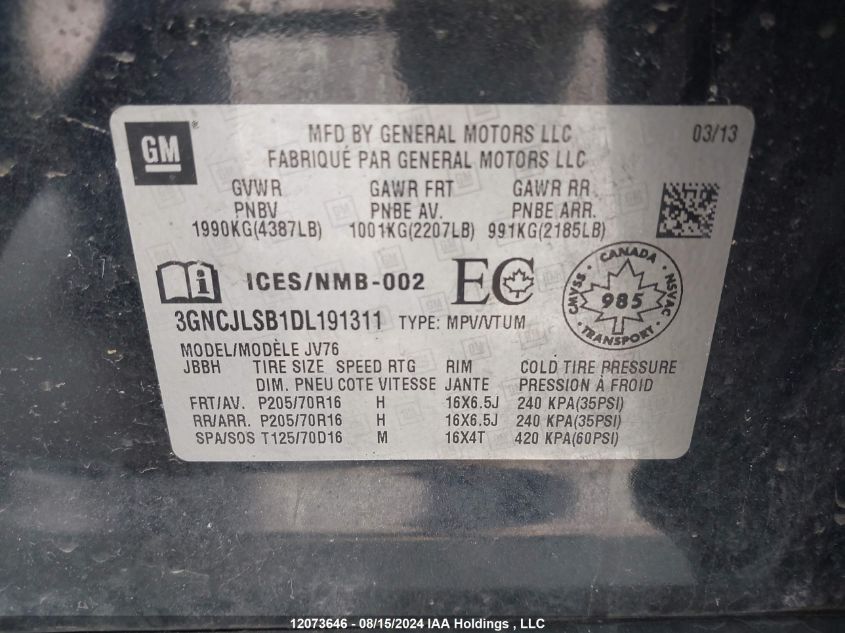 GM ®
MFD BY GENERAL MOTORS LLC 03/13
FABRIQUÉ PAR GENERAL MOTORS LLC
GVWR GAWR FRT GAWR RR.
PNBV PNBE AV. PNBE ARR.
1990KG(4387LB) 1001KG(2207LB) 991KG(2185LB)
i ICES/NMB-002 EC
CANADA
CMVSS 985 NSVAC
TRANSPORT
3GNCJLSB1DL191311 TYPE: MPV/VTUM
MODEL/MODÈLE JV76
JBBH TIRE SIZE SPEED RTG RIM COLD TIRE PRESSURE
DIM. PNEU COTE VITESSE JANTE PRESSION À FROID
FRT/AV. P205/70R16 H 16X6.5J 240 KPA(35PSI)
RR/ARR. P205/70R16 H 16X6.5J 240 KPA(35PSI)
SPA/SOS T125/70D16 M 16X4T 420 KPA(60PSI)
12073646 - 08/15/2024 IAA Holdings , LLC